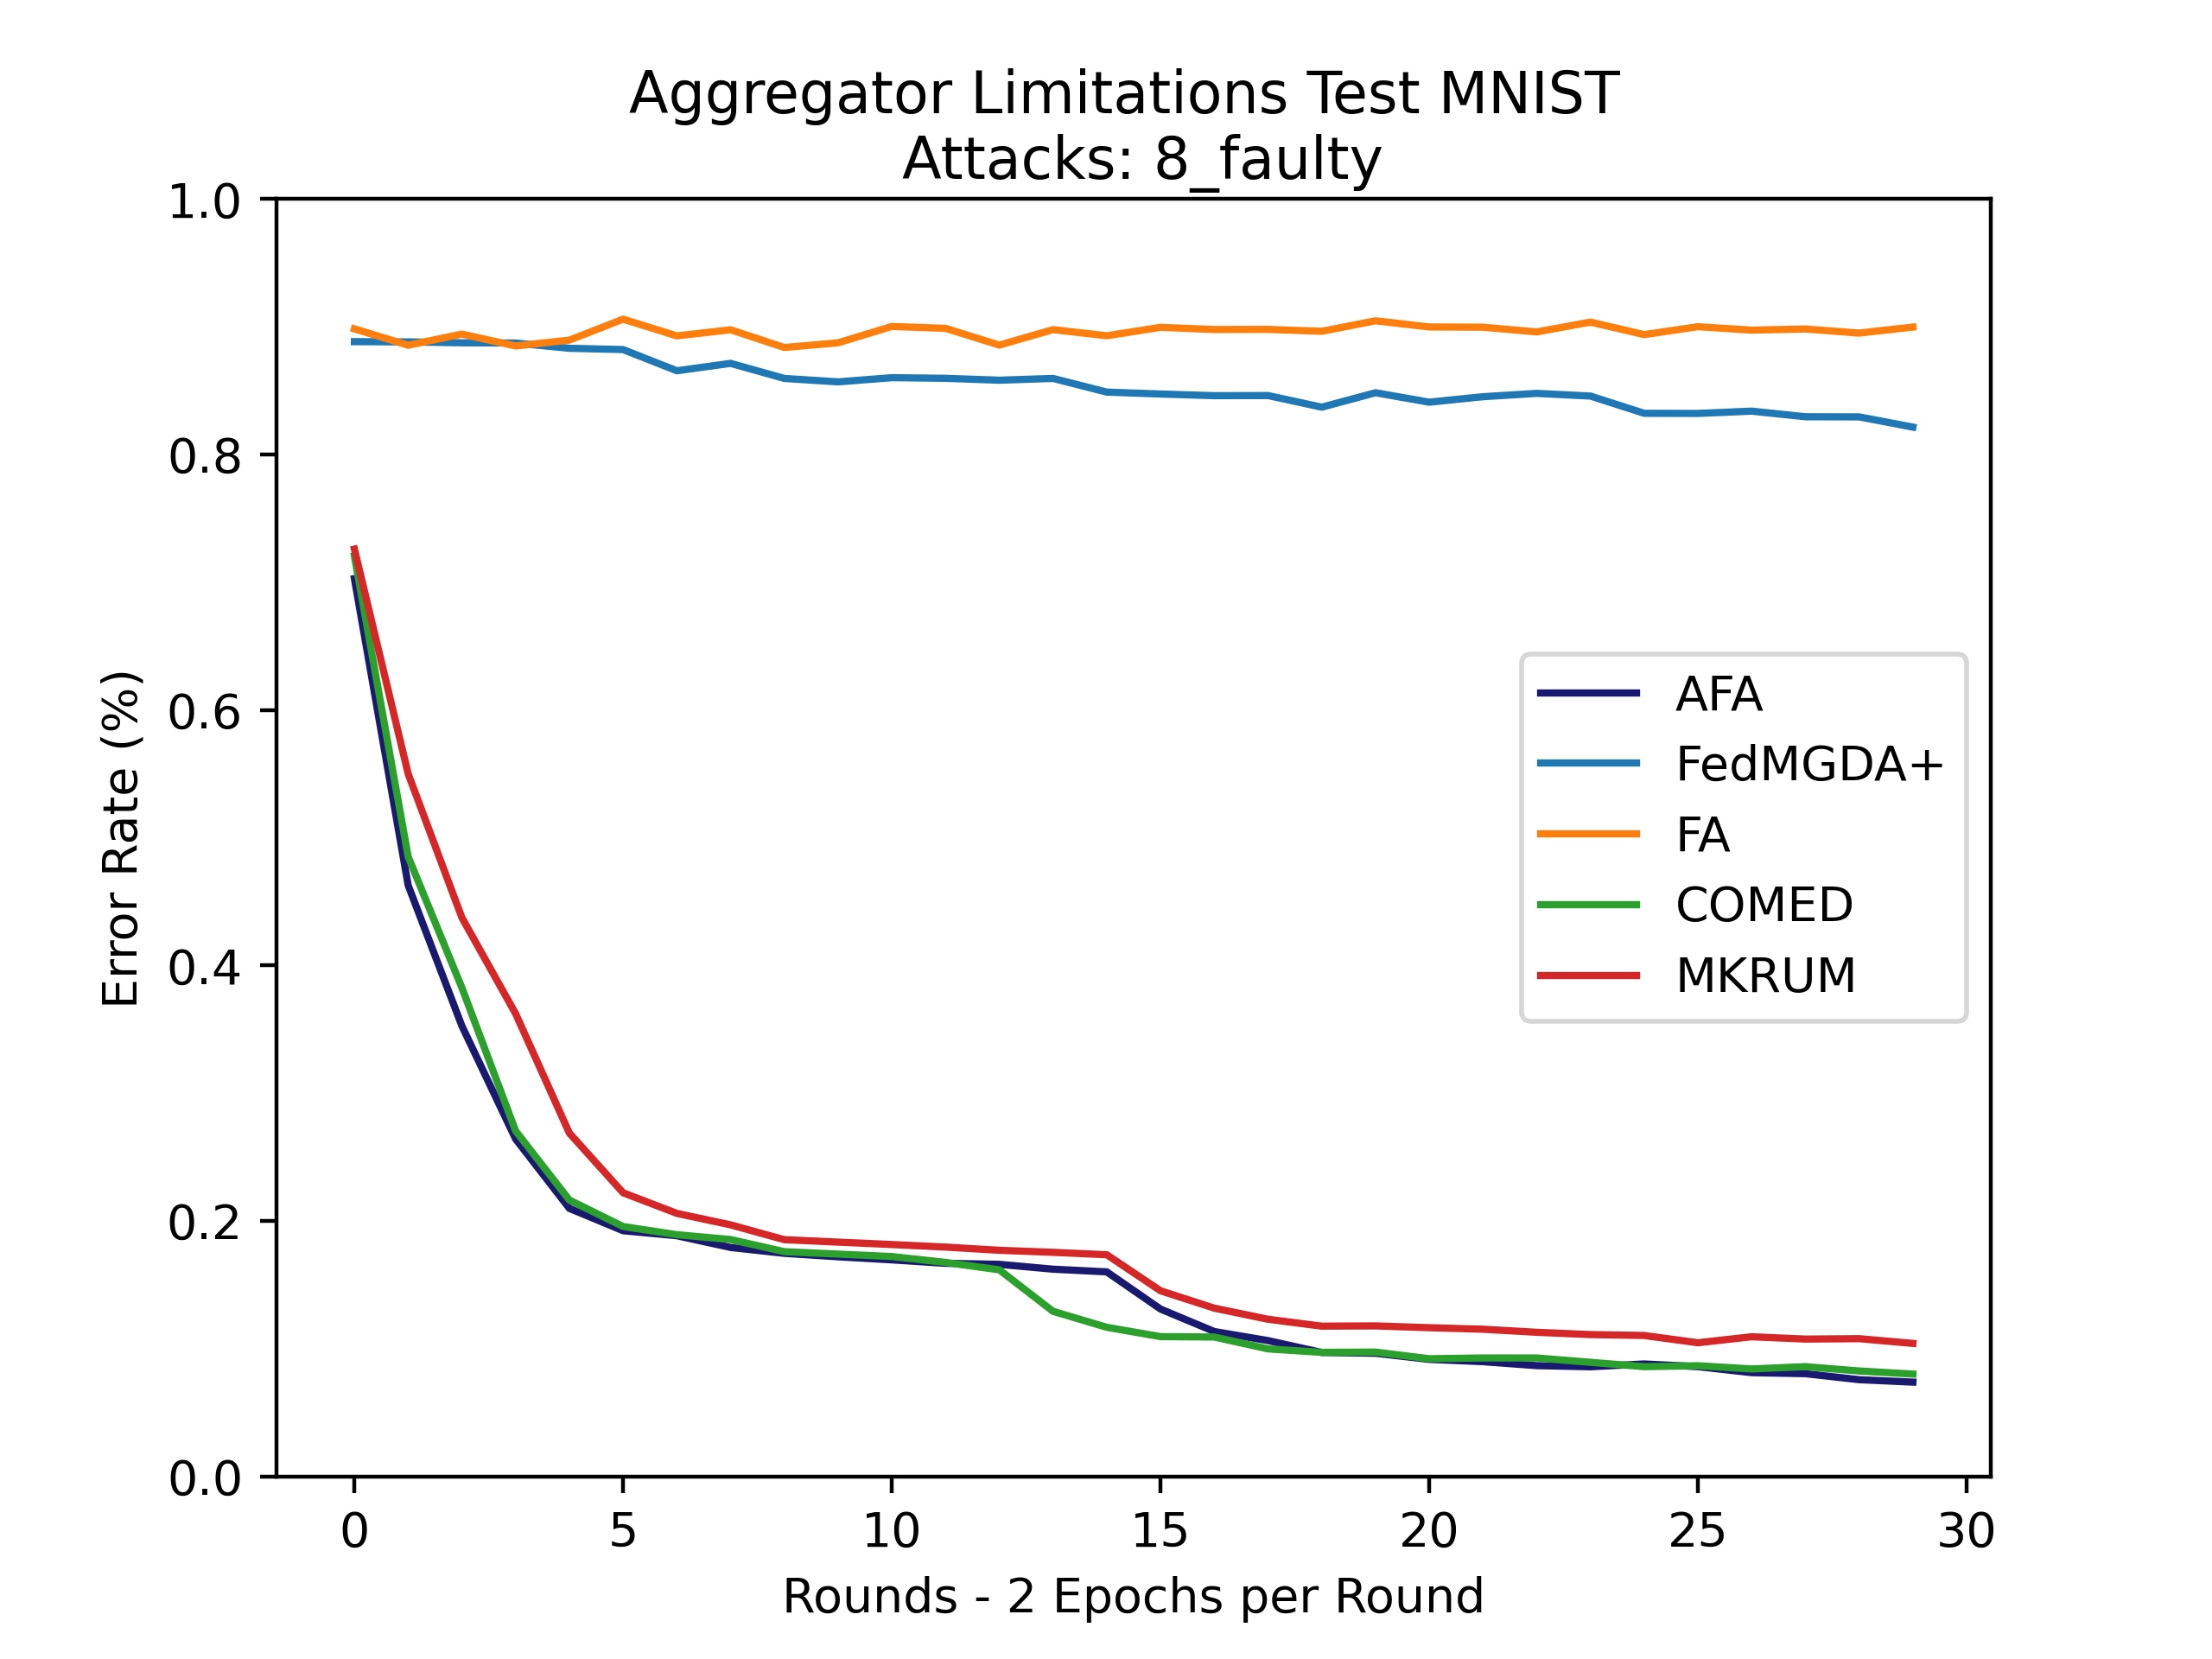 Aggregator Limitations Test MNIST
Attacks: 8_faulty
1.0
0.8
0.6
0.4
0.2
0.0
Error Rate (%)
AFA
FedMGDA+
FA
COMED
MKRUM
0 5 10 15 20 25 30
Rounds - 2 Epochs per Round